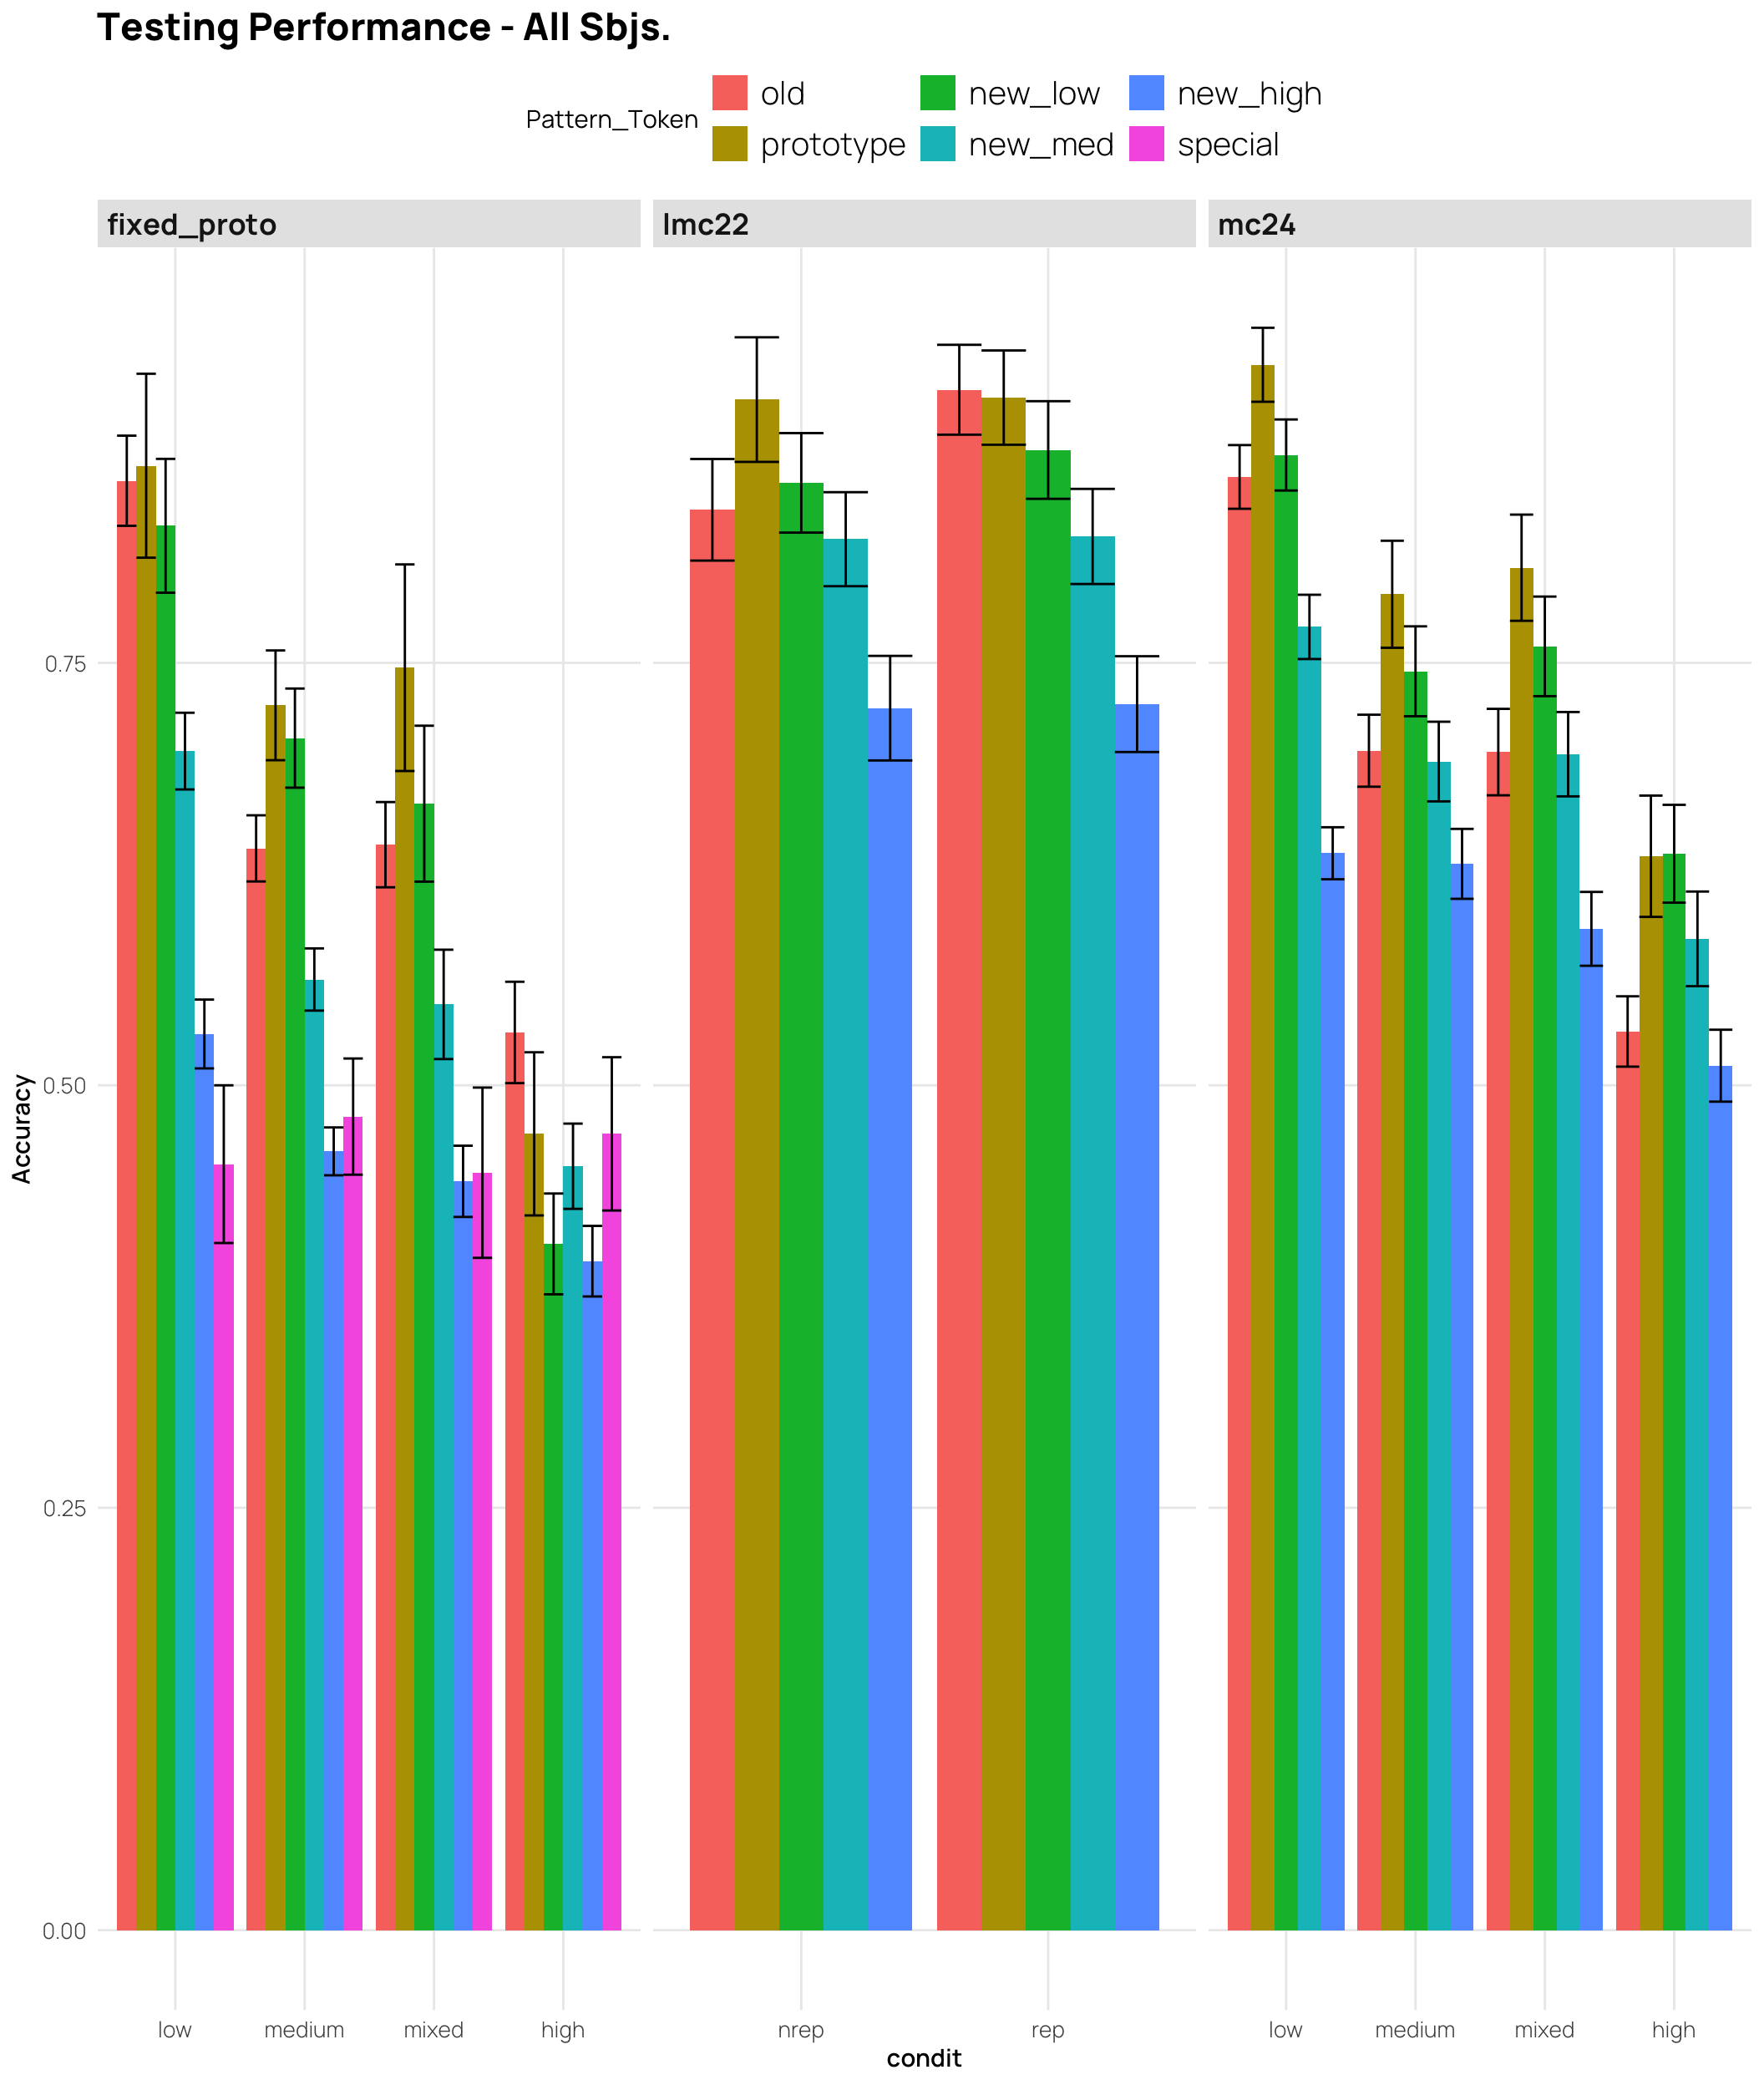 Testing Performance - All Sbjs.
Pattern_Token
old
new_low
new_high
prototype
new_med
special
fixed_proto
lmc22
mc24
0.75
0.50
0.25
0.00
Accuracy
low medium mixed high
nrep rep
low medium mixed high
condit